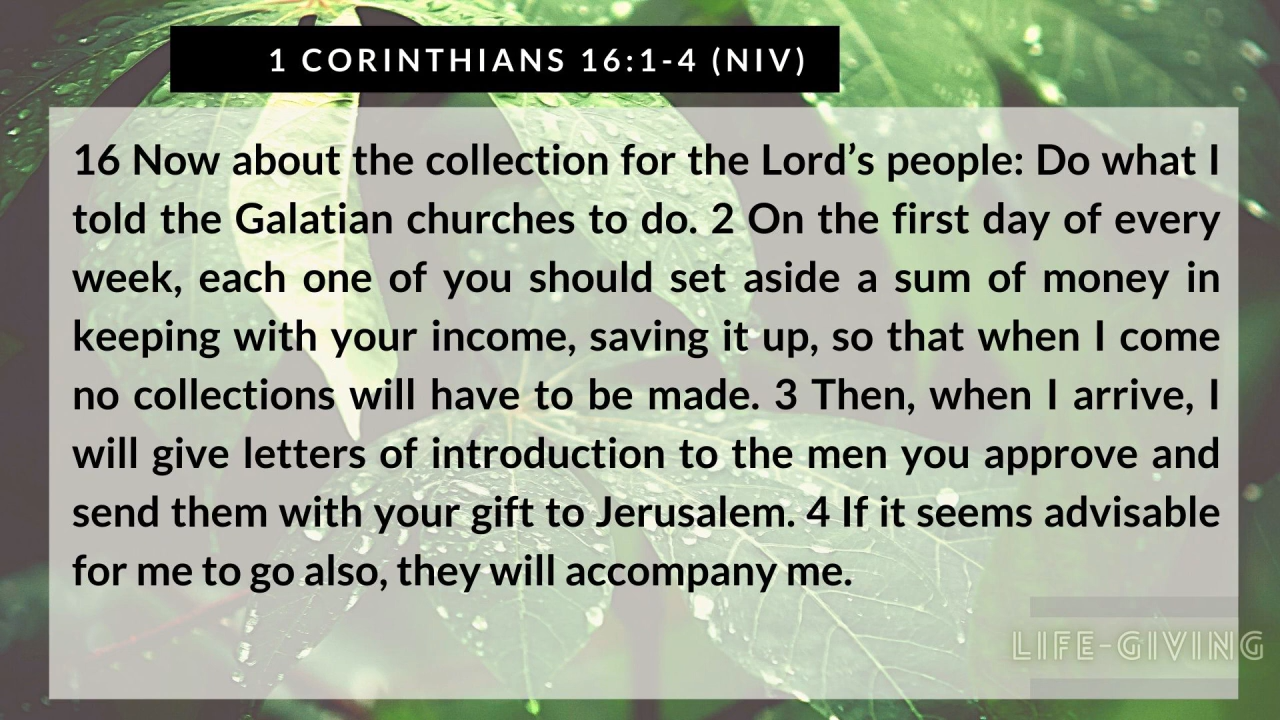 1 CORINTHIANS 16:1-4 (NIV)
16 Now about the collection for the Lord’s people: Do what I
told the Galatian churches to do. 2 On the first day of every
week, each one of you should set aside a sum of money in
keeping with your income, saving it up, so that when I come
no collections will have to be made. 3 Then, when I arrive, I
will give letters of introduction to the men you approve and
send them with your gift to Jerusalem. 4 If it seems advisable
for me to go also, they will accompany me.
LIFE-GIVING